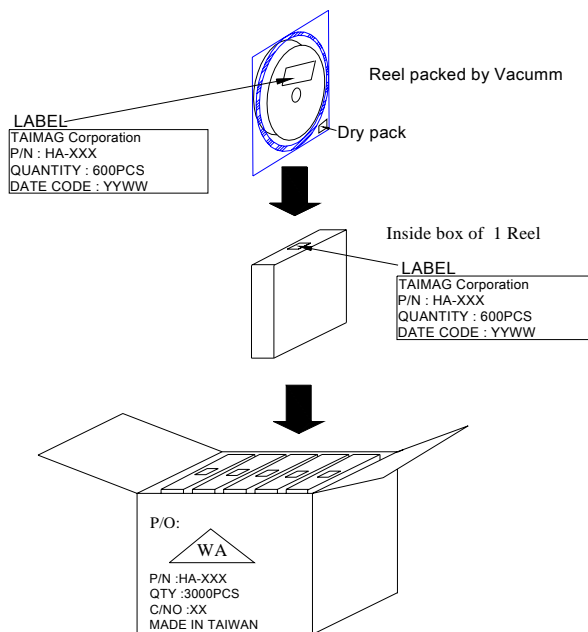 Reel packed by Vacumm
Dry pack
LABEL
TAIMAG Corporation
P/N : HA-XXX
QUANTITY : 600PCS
DATE CODE : YYWW
Inside box of 1 Reel
LABEL
TAIMAG Corporation
P/N : HA-XXX
QUANTITY : 600PCS
DATE CODE : YYWW
P/O:
WA
P/N :HA-XXX
QTY :3000PCS
C/NO :XX
MADE IN TAIWAN